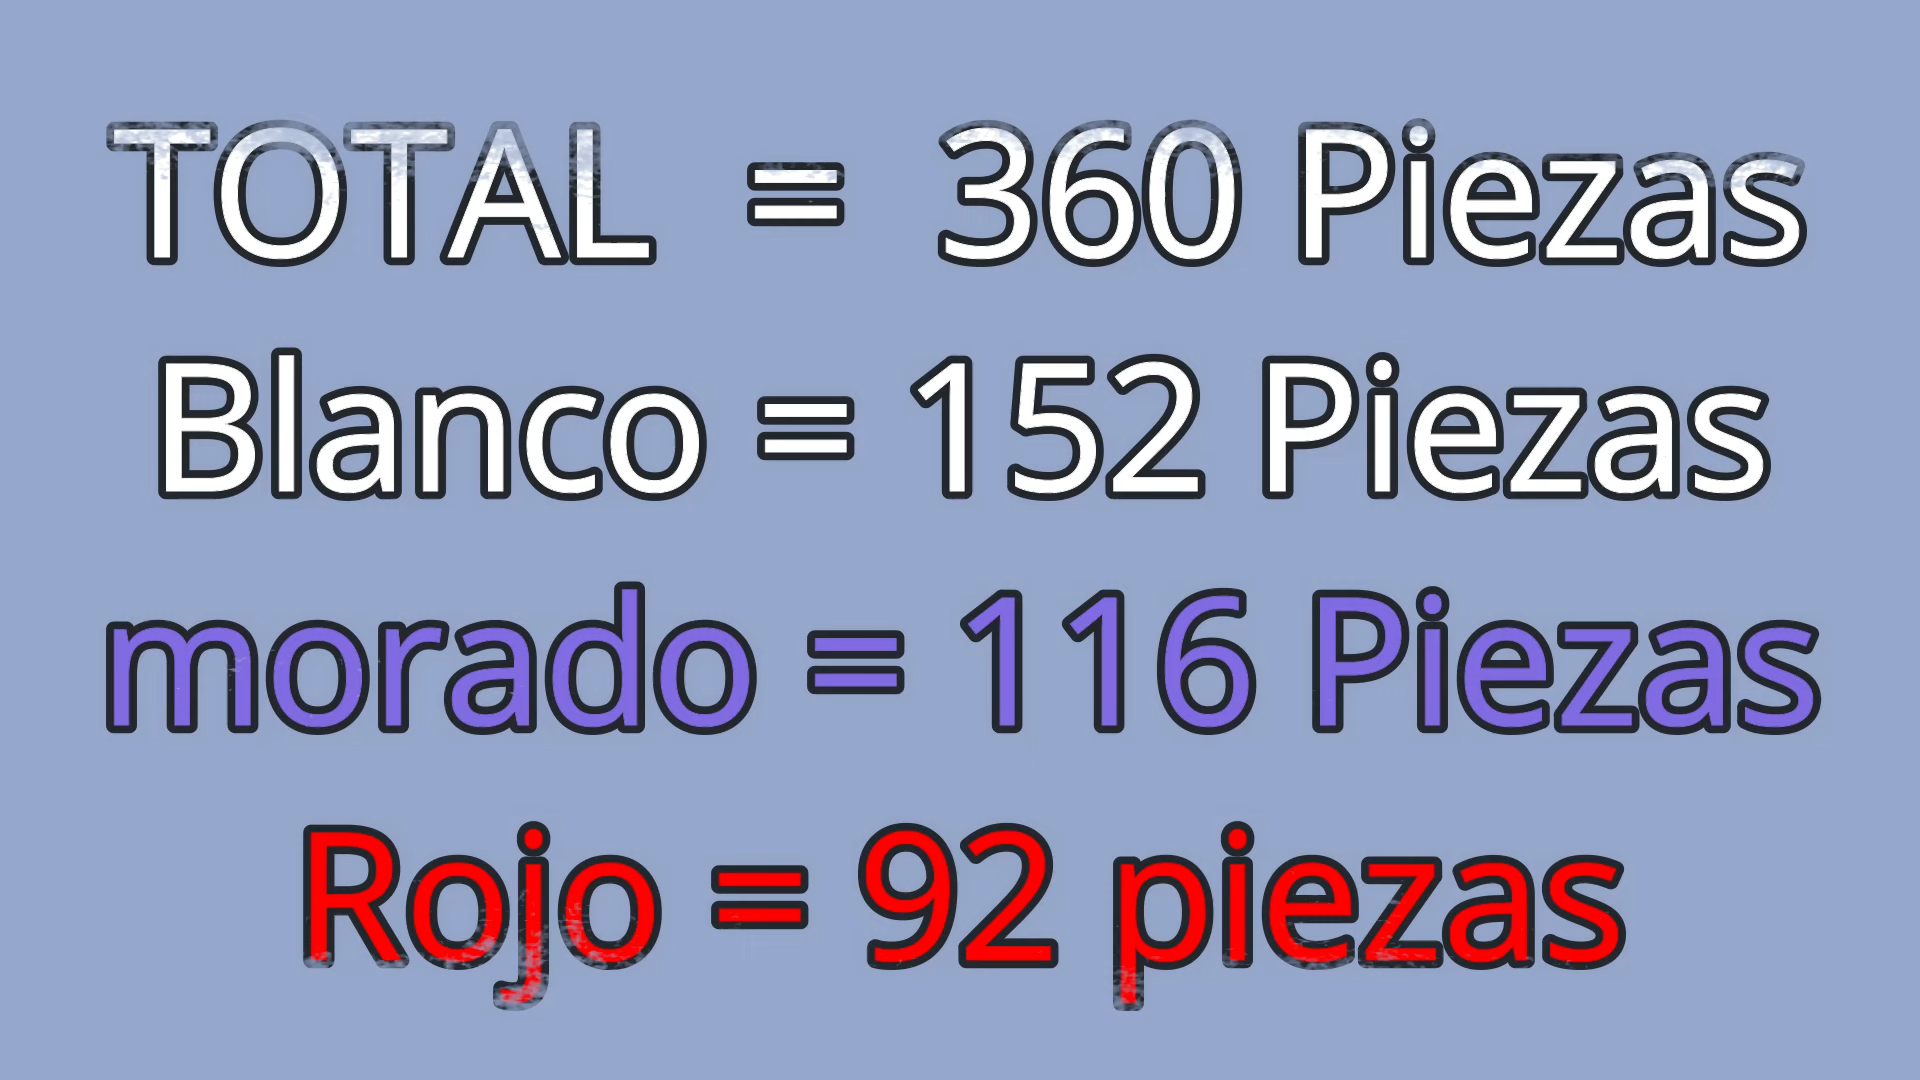 TOTAL = 360 Piezas
Blanco = 152 Piezas
morado = 116 Piezas
Rojo = 92 piezas